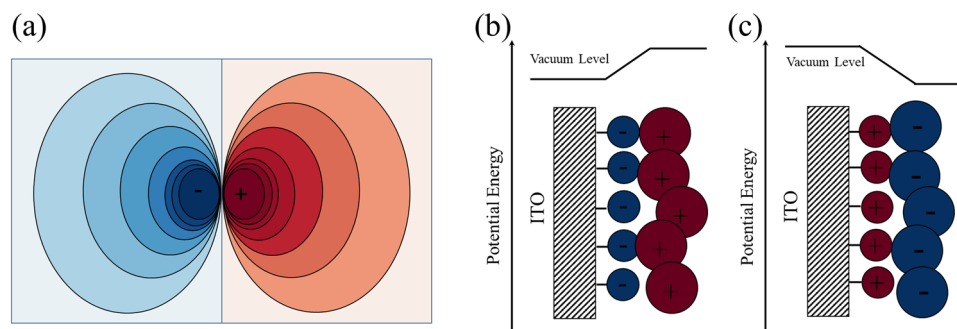 (a)
(b)
(c)
Vacuum Level
Vacuum Level
-
+
Potential Energy
ITO
-
+
-
+
-
+
-
+
-
+
Potential Energy
ITO
+
-
+
-
+
-
+
-
+
-